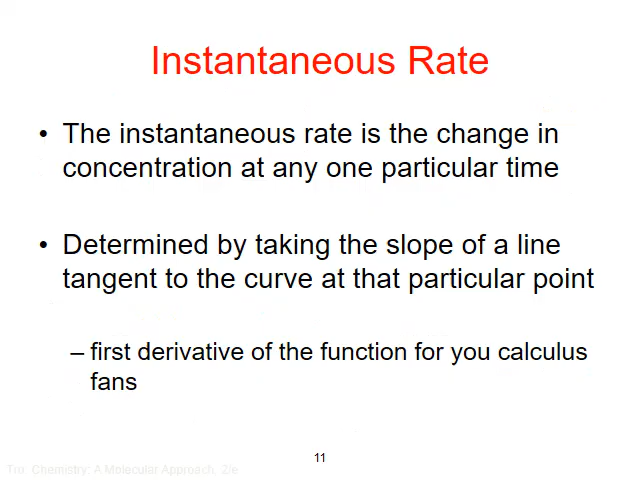 Instantaneous Rate
• The instantaneous rate is the change in
concentration at any one particular time
• Determined by taking the slope of a line
tangent to the curve at that particular point
– first derivative of the function for you calculus
fans
11
Tro. Chemistry: A Molecular Approach, 2/e